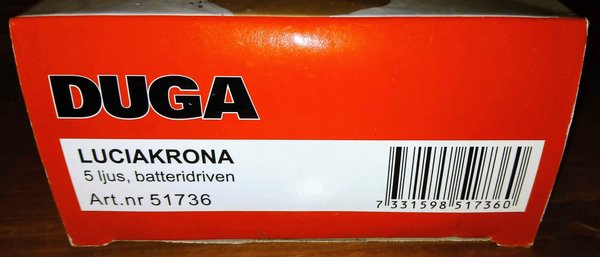 DUGA
LUCIAKRONA
5 ljus, batteridriven
Art.nr 51736
7 331598 517360